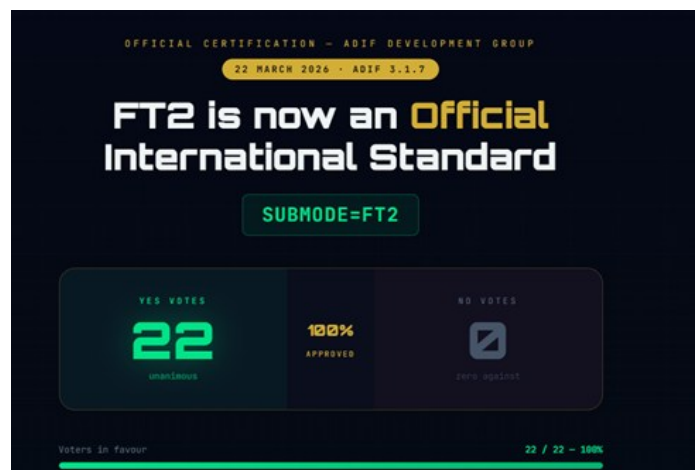 OFFICIAL CERTIFICATION — ADIF DEVELOPMENT GROUP
22 MARCH 2026 · ADIF 3.1.7
FT2 is now an Official
International Standard
SUBMODE=FT2
YES VOTES
22
unanimous
100%
APPROVED
NO VOTES
0
zero against
Voters in favour
22 / 22 — 100%